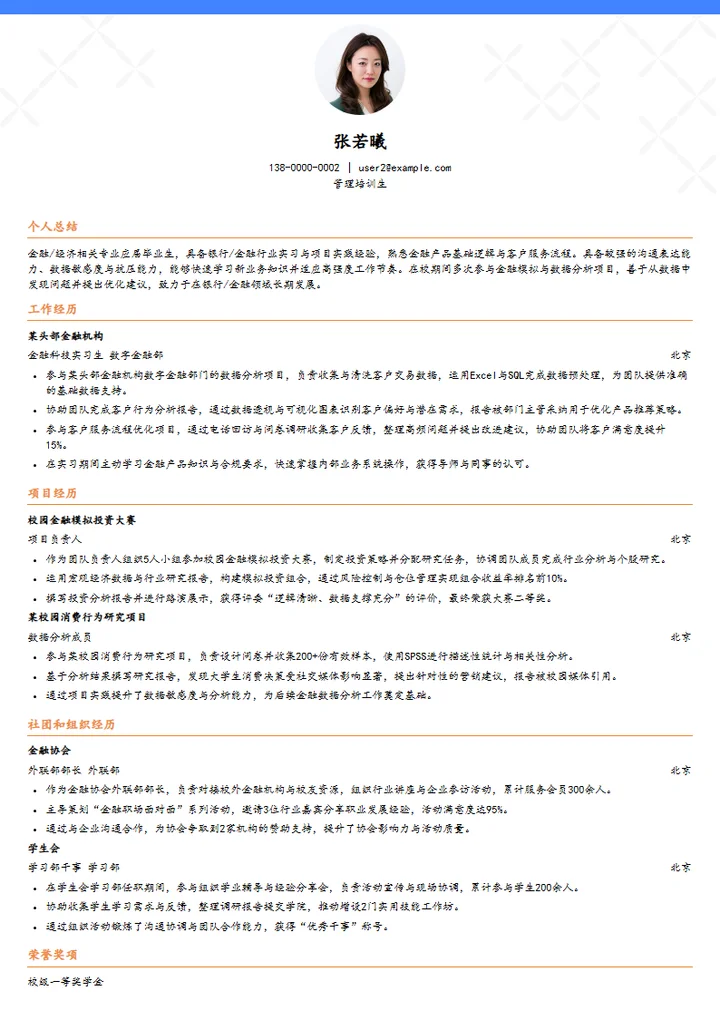 张若曦
138-0000-0002 | user2@example.com
管理培训生
个人总结
金融/经济相关专业应届毕业生，具备银行/金融行业实习与项目实践经验，熟悉金融产品基础逻辑与客户服务流程。具备较强的沟通表达能
力、数据敏感度与抗压能力，能够快速学习新业务知识并适应高强度工作节奏。在校期间多次参与金融模拟与数据分析项目，善于从数据中
发现问题并提出优化建议，致力于在银行/金融领域长期发展。
工作经历
某头部金融机构
金融科技实习生 数字金融部 北京
• 参与某头部金融机构数字金融部门的数据分析项目，负责收集与清洗客户交易数据，运用Excel与SQL完成数据预处理，为团队提供准确
的基础数据支持。
• 协助团队完成客户行为分析报告，通过数据透视与可视化图表识别客户偏好与潜在需求，报告被部门主管采纳用于优化产品推荐策略。
• 参与客户服务流程优化项目，通过电话回访与问卷调研收集客户反馈，整理高频问题并提出改进建议，协助团队将客户满意度提升
15%。
• 在实习期间主动学习金融产品知识与合规要求，快速掌握内部业务系统操作，获得导师与同事的认可。
项目经历
校园金融模拟投资大赛
项目负责人 北京
• 作为团队负责人组织5人小组参加校园金融模拟投资大赛，制定投资策略并分配研究任务，协调团队成员完成行业分析与个股研究。
• 运用宏观经济数据与行业研究报告，构建模拟投资组合，通过风险控制与仓位管理实现组合收益率排名前10%。
• 撰写投资分析报告并进行路演展示，获得评委“逻辑清晰、数据支撑充分”的评价，最终荣获大赛二等奖。
某校园消费行为研究项目
数据分析成员 北京
• 参与某校园消费行为研究项目，负责设计问卷并收集200+份有效样本，使用SPSS进行描述性统计与相关性分析。
• 基于分析结果撰写研究报告，发现大学生消费决策受社交媒体影响显著，提出针对性的营销建议，报告被校园媒体引用。
• 通过项目实践提升了数据敏感度与分析能力，为后续金融数据分析工作奠定基础。
社团和组织经历
金融协会
外联部部长 外联部 北京
• 作为金融协会外联部部长，负责对接校外金融机构与校友资源，组织行业讲座与企业参访活动，累计服务会员300余人。
• 主导策划“金融职场面对面”系列活动，邀请3位行业嘉宾分享职业发展经验，活动满意度达95%。
• 通过与企业沟通合作，为协会争取到2家机构的赞助支持，提升了协会影响力与活动质量。
学生会
学习部干事 学习部 北京
• 在学生会学习部任职期间，参与组织学业辅导与经验分享会，负责活动宣传与现场协调，累计参与学生200余人。
• 协助收集学生学习需求与反馈，整理调研报告提交学院，推动增设2门实用技能工作坊。
• 通过组织活动锻炼了沟通协调与团队合作能力，获得“优秀干事”称号。
荣誉奖项
校级一等奖学金